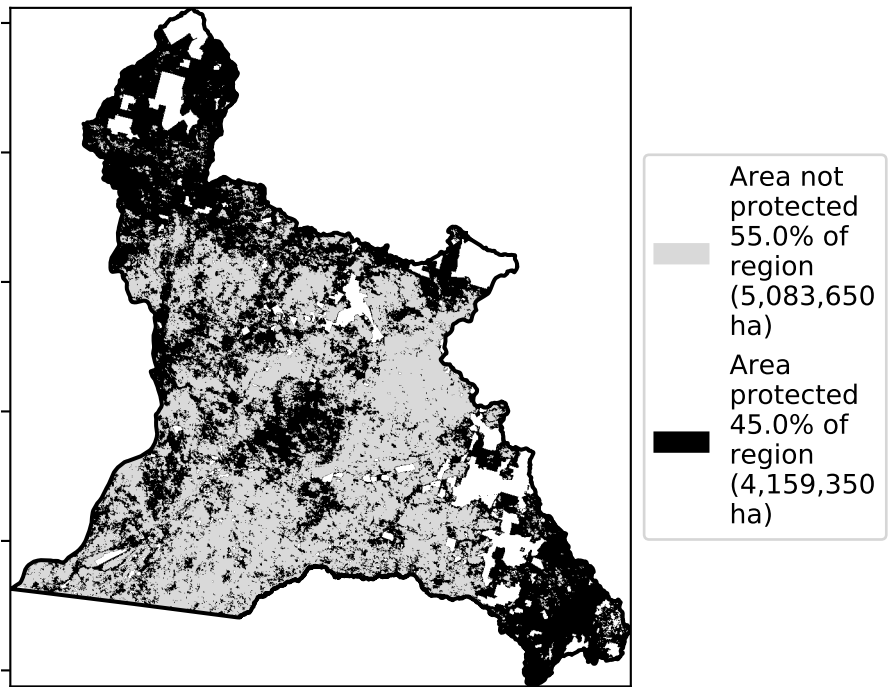 Area not
protected
55.0% of
region
(5,083,650
ha)
Area
protected
45.0% of
region
(4,159,350
ha)